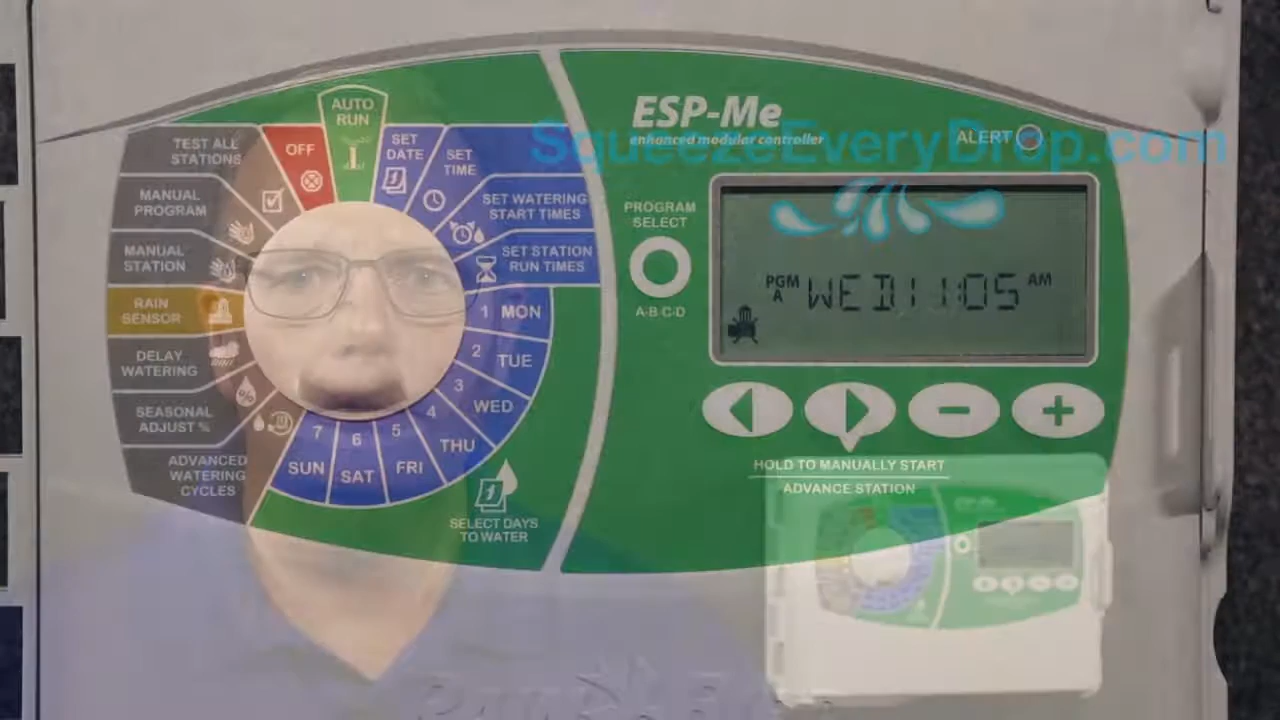 AUTO
RUN
TEST ALL
STATIONS
OFF
SET
DATE
SET
TIME
MANUAL
PROGRAM
SET WATERING
START TIMES
MANUAL
STATION
SET STATION
RUN TIMES
RAIN
SENSOR
1 MON
DELAY
WATERING
2 TUE
SEASONAL
ADJUST %
3 WED
4 THU
5 FRI
6 SAT
7 SUN
ADVANCED
WATERING
CYCLES
SELECT DAYS
TO WATER
ESP-Me
enhanced modular controller
SqueezeEveryDrop.com
ALERT
PROGRAM
SELECT
A-B-C-D
PGM
A
WED 11:05 AM
HOLD TO MANUALLY START
ADVANCE STATION